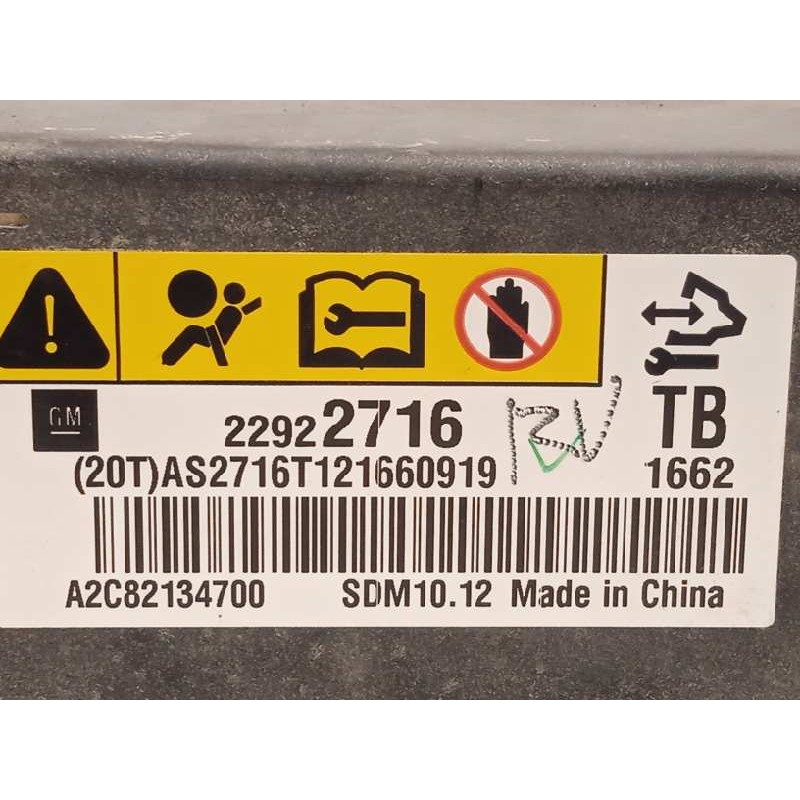 GM
22922716
TB
(20T)AS2716T121660919
1662
A2C82134700 SDM10.12 Made in China